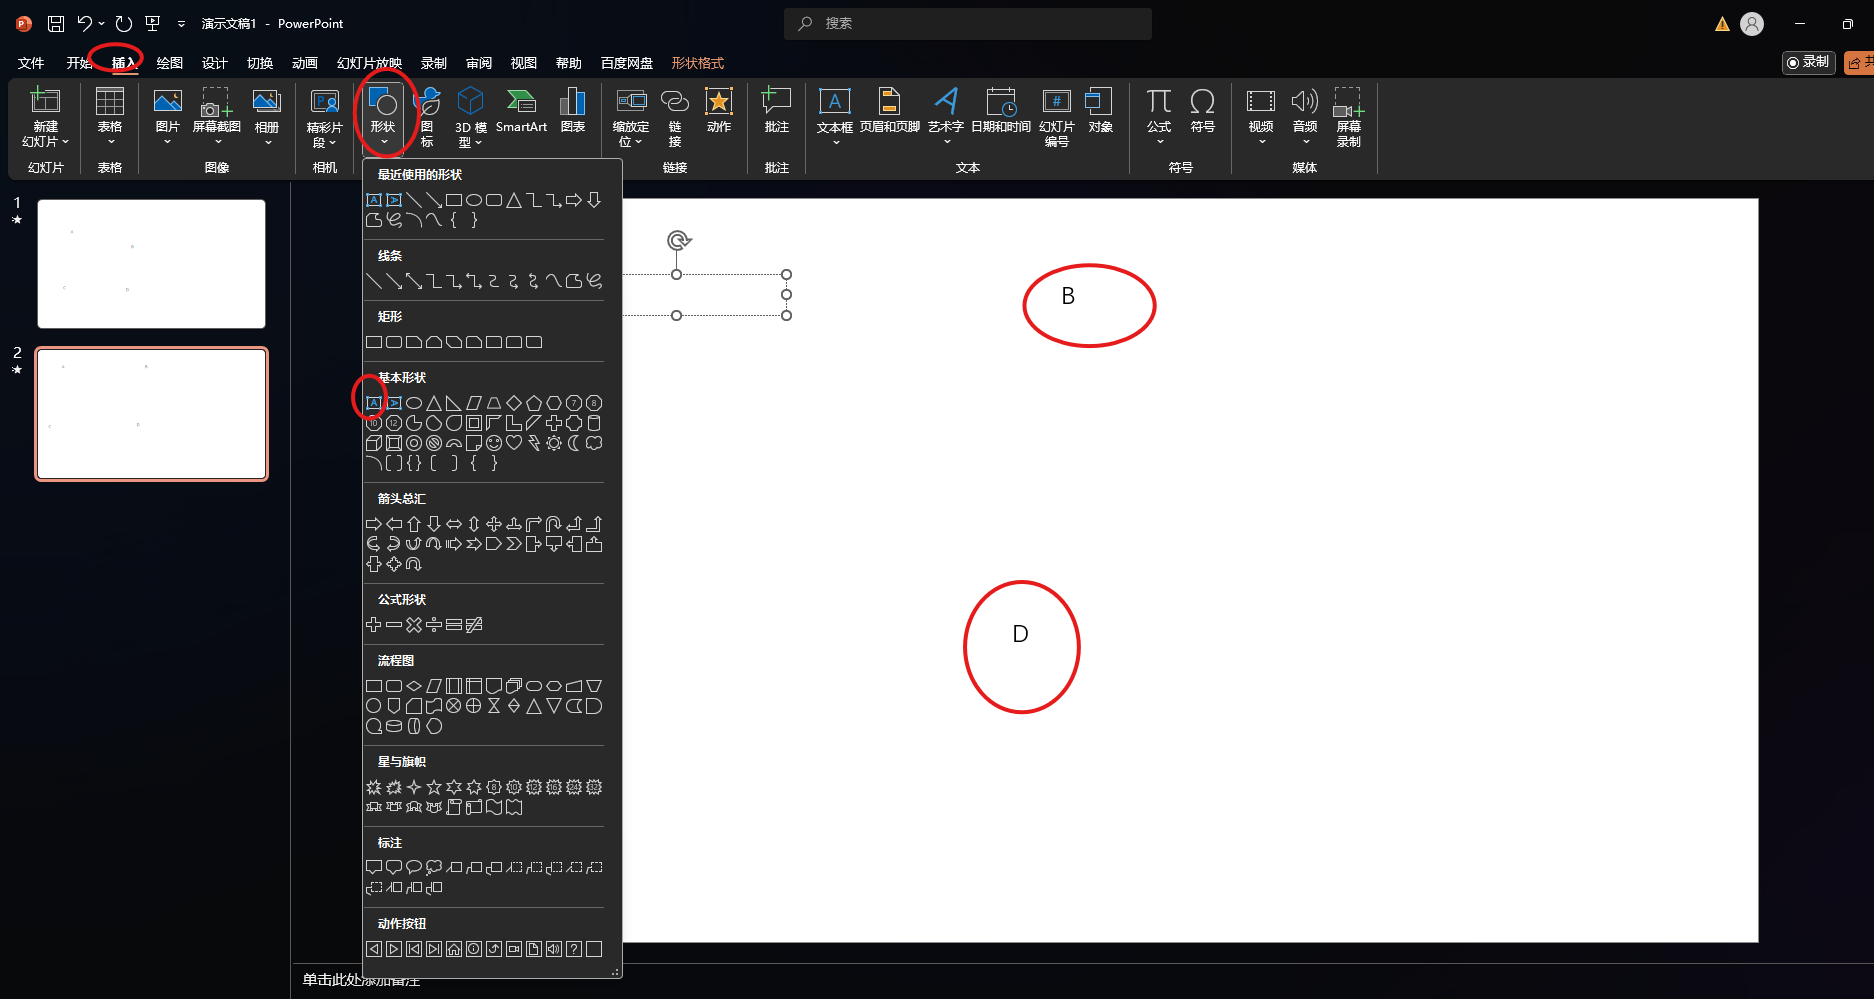 演示文稿1 - PowerPoint
搜索
文件 开始 插入 绘图 设计 切换 动画 幻灯片放映 录制 审阅 视图 帮助 百度网盘 形状格式
录制
共
新建
幻灯片
表格
图片
屏幕截图
相册
精彩片
段
形状
图
标
3D 模
型
SmartArt
图表
缩放定
位
链
接
动作
批注
文本框
页眉和页脚
艺术字
日期和时间
幻灯片
编号
对象
公式
符号
视频
音频
屏幕
录制
幻灯片
表格
图像
相机
链接
批注
文本
符号
媒体
最近使用的形状
线条
矩形
基本形状
箭头总汇
公式形状
流程图
星与旗帜
标注
动作按钮
1
2
B
D
单击此处添加备注